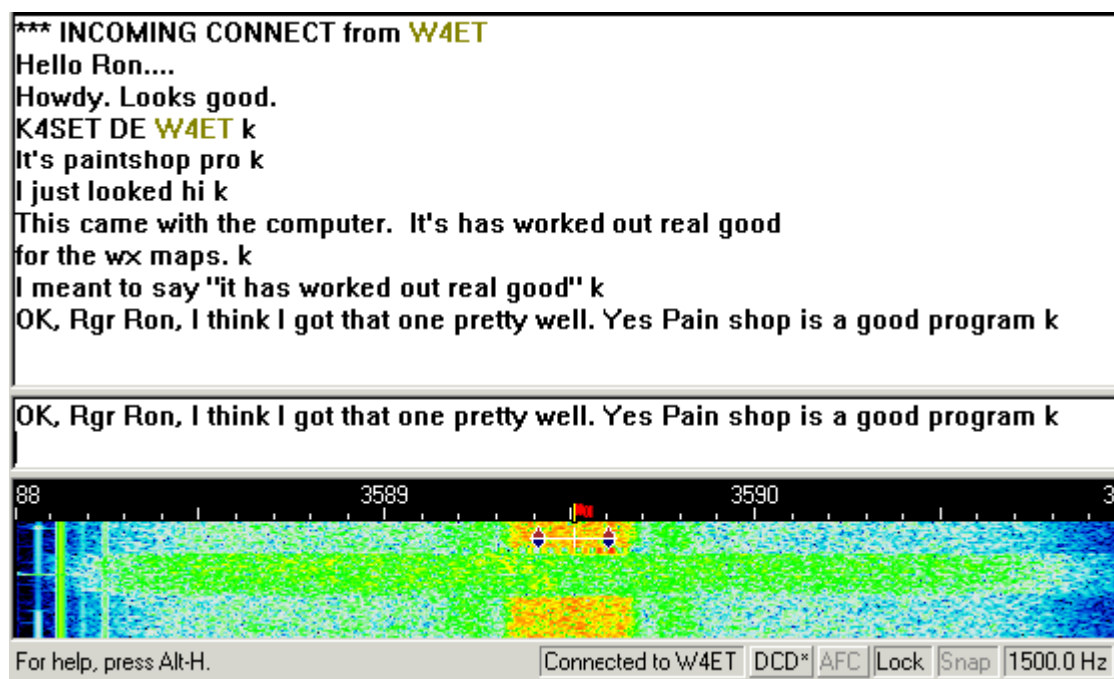 *** INCOMING CONNECT from W4ET
Hello Ron....
Howdy. Looks good.
K4SET DE W4ET k
It's paintshop pro k
I just looked hi k
This came with the computer.  It's has worked out real good
for the wx maps. k
I meant to say "it has worked out real good" k
OK, Rgr Ron, I think I got that one pretty well. Yes Pain shop is a good program k
OK, Rgr Ron, I think I got that one pretty well. Yes Pain shop is a good program k
88 3589 3590 3
For help, press Alt-H. Connected to W4ET DCD* AFC Lock Snap 1500.0 Hz